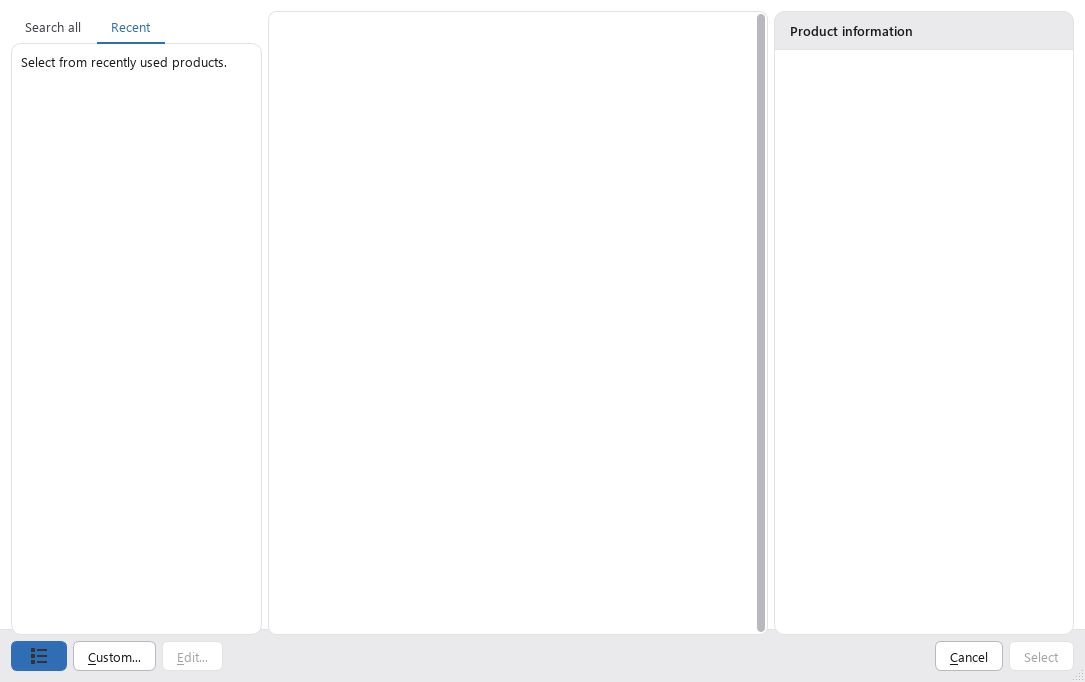 Search all
Recent
Select from recently used products.
Product information
Custom...
Edit...
Cancel
Select